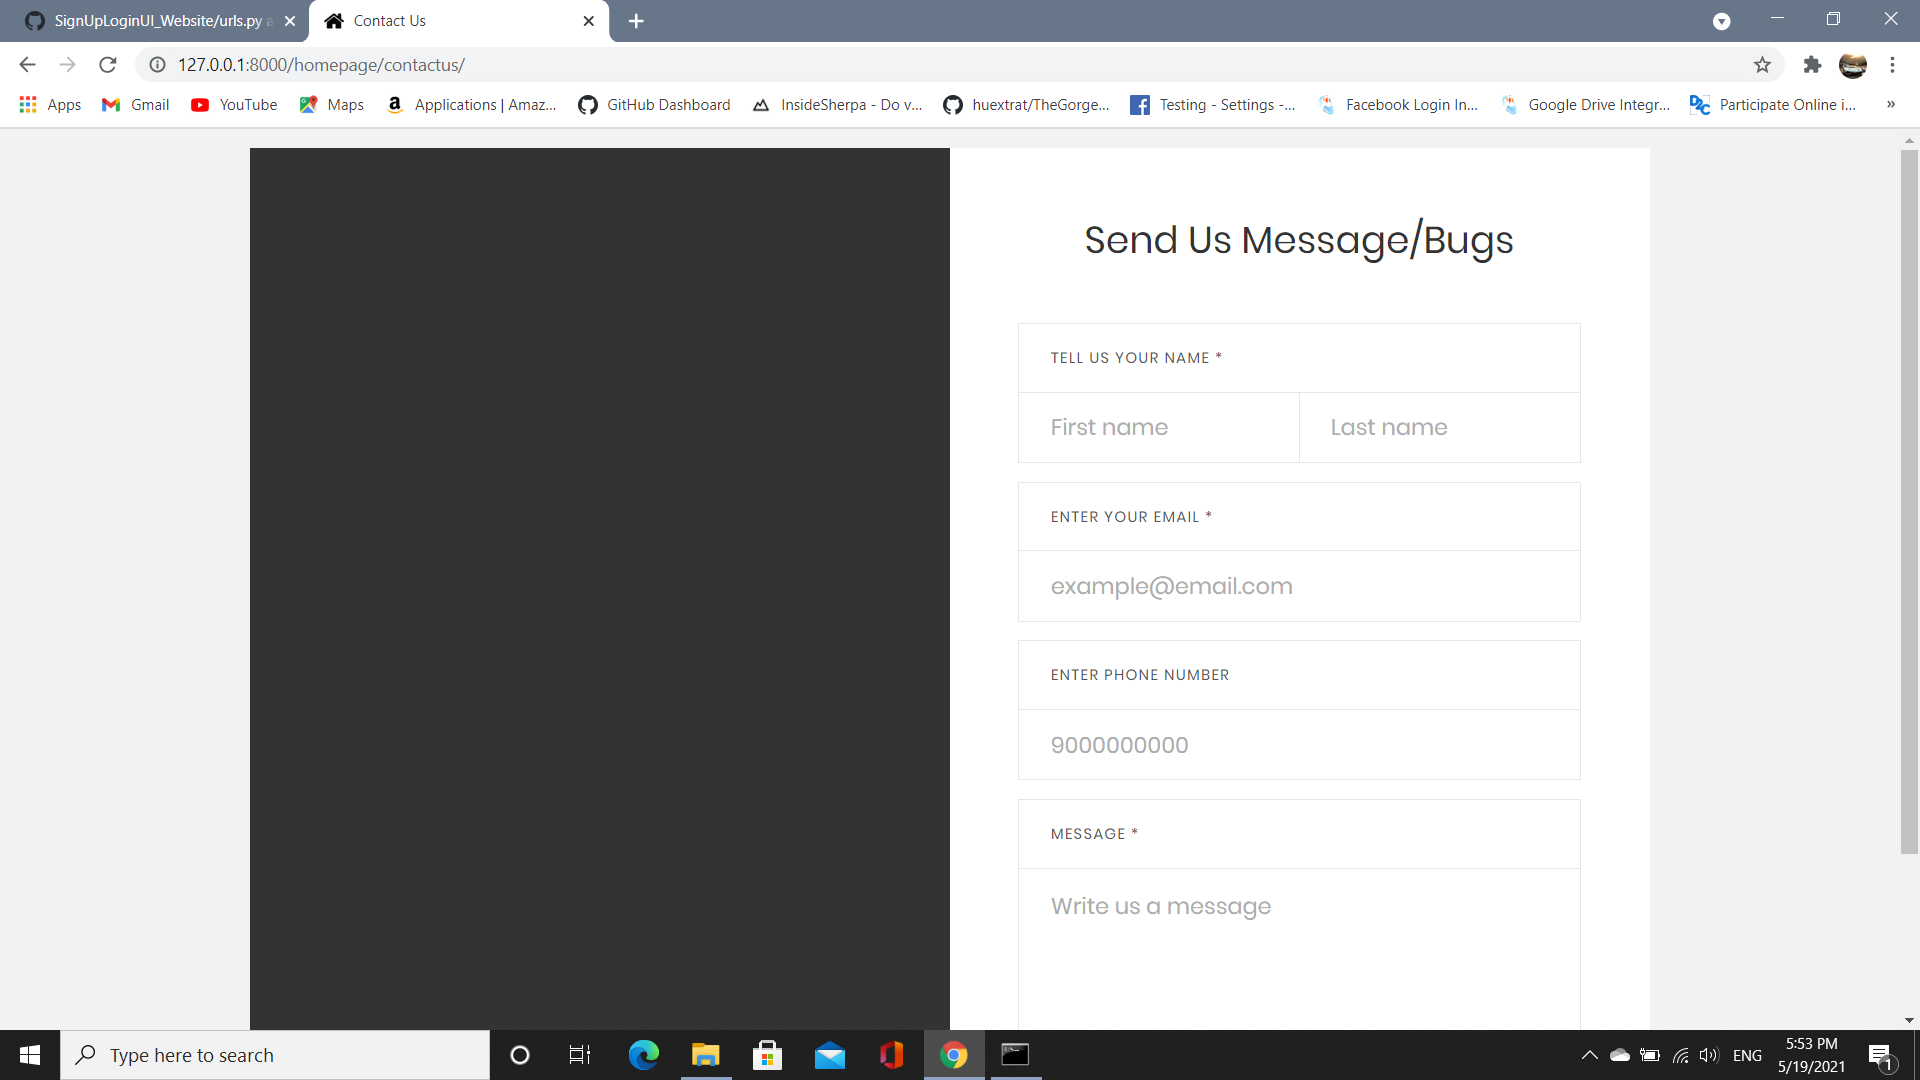 SignUpLoginUI_Website/urls.py a
Contact Us
127.0.0.1:8000/homepage/contactus/
Apps
Gmail
YouTube
Maps
Applications | Amaz...
GitHub Dashboard
InsideSherpa - Do v...
huextrat/TheGorge...
Testing - Settings -...
Facebook Login In...
Google Drive Integr...
Participate Online i...
»
Send Us Message/Bugs
TELL US YOUR NAME *
First name
Last name
ENTER YOUR EMAIL *
example@email.com
ENTER PHONE NUMBER
9000000000
MESSAGE *
Write us a message
Type here to search
ENG
5:53 PM
5/19/2021
1